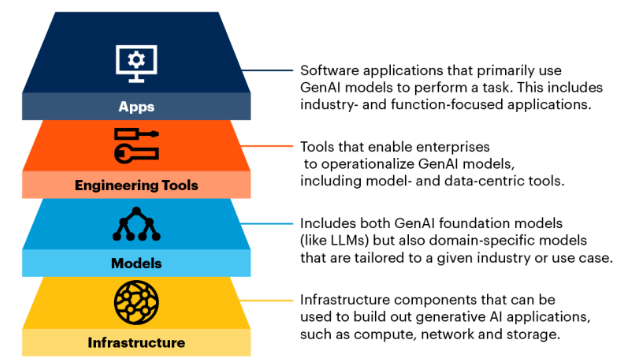 Apps
Software applications that primarily use
GenAI models to perform a task. This includes
industry- and function-focused applications.
Engineering Tools
Tools that enable enterprises
to operationalize GenAI models,
including model- and data-centric tools.
Models
Includes both GenAI foundation models
(like LLMs) but also domain-specific models
that are tailored to a given industry or use case.
Infrastructure
Infrastructure components that can be
used to build out generative AI applications,
such as compute, network and storage.